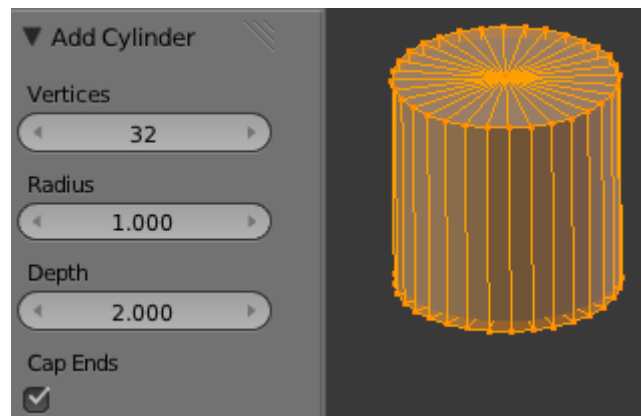 Add Cylinder
Vertices
32
Radius
1.000
Depth
2.000
Cap Ends